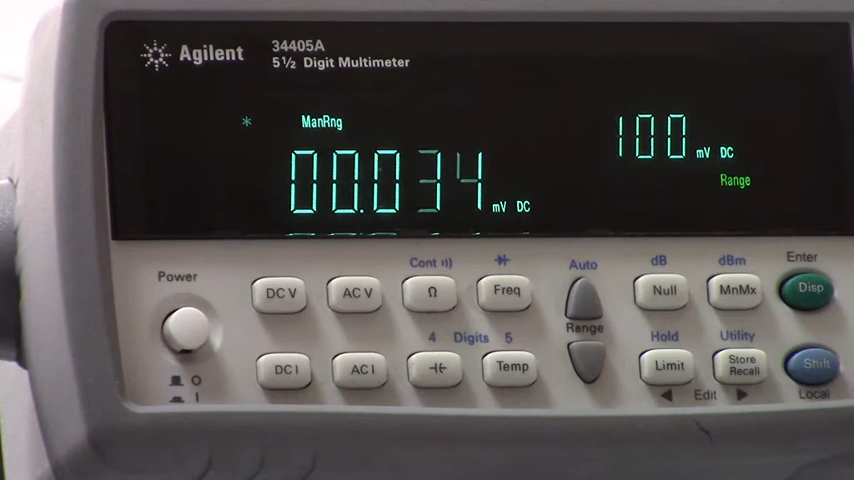 Agilent 34405A
5½ Digit Multimeter
* ManRng
100 mV DC
Range
00.034 mV DC
Power
Cont
Auto
dB
dBm
Enter
DC V
AC V
Ω
Freq
Null
MnMx
Disp
Range
4 Digits 5
Hold
Utility
DC I
AC I
Temp
Limit
Store
Recall
Shift
O
I
Edit
Local